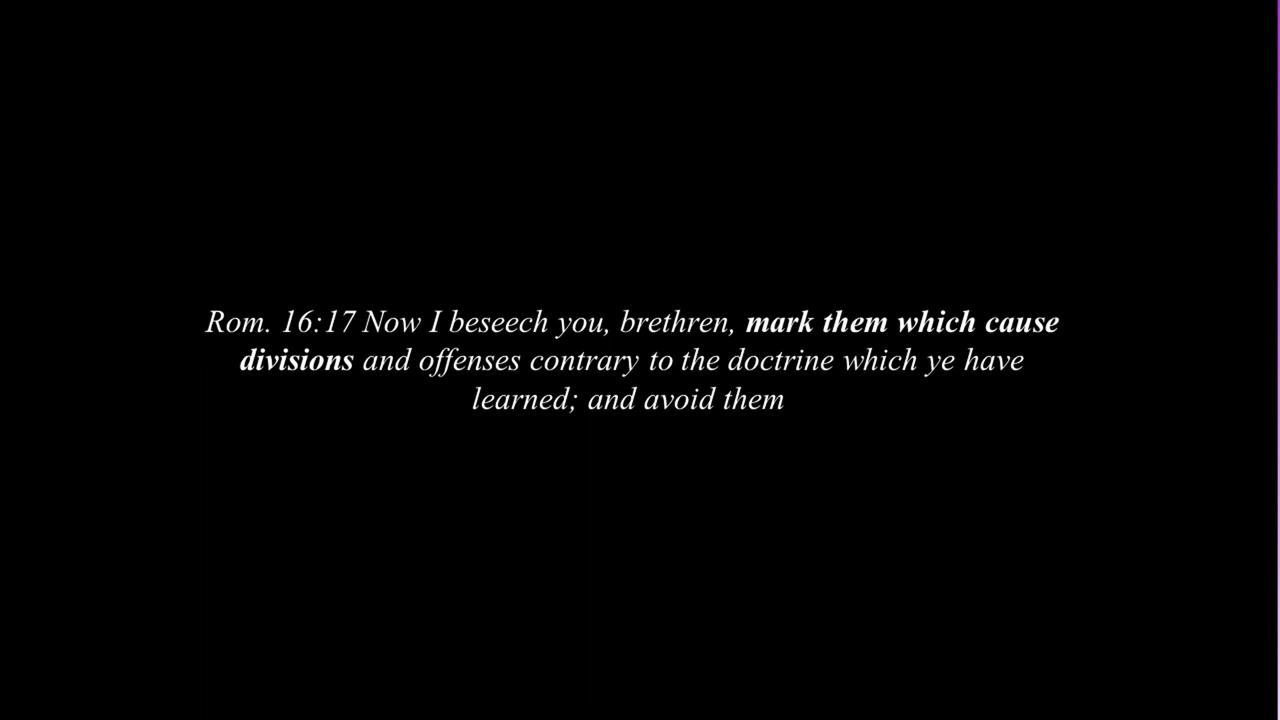 Rom. 16:17 Now I beseech you, brethren, mark them which cause
divisions and offenses contrary to the doctrine which ye have
learned; and avoid them